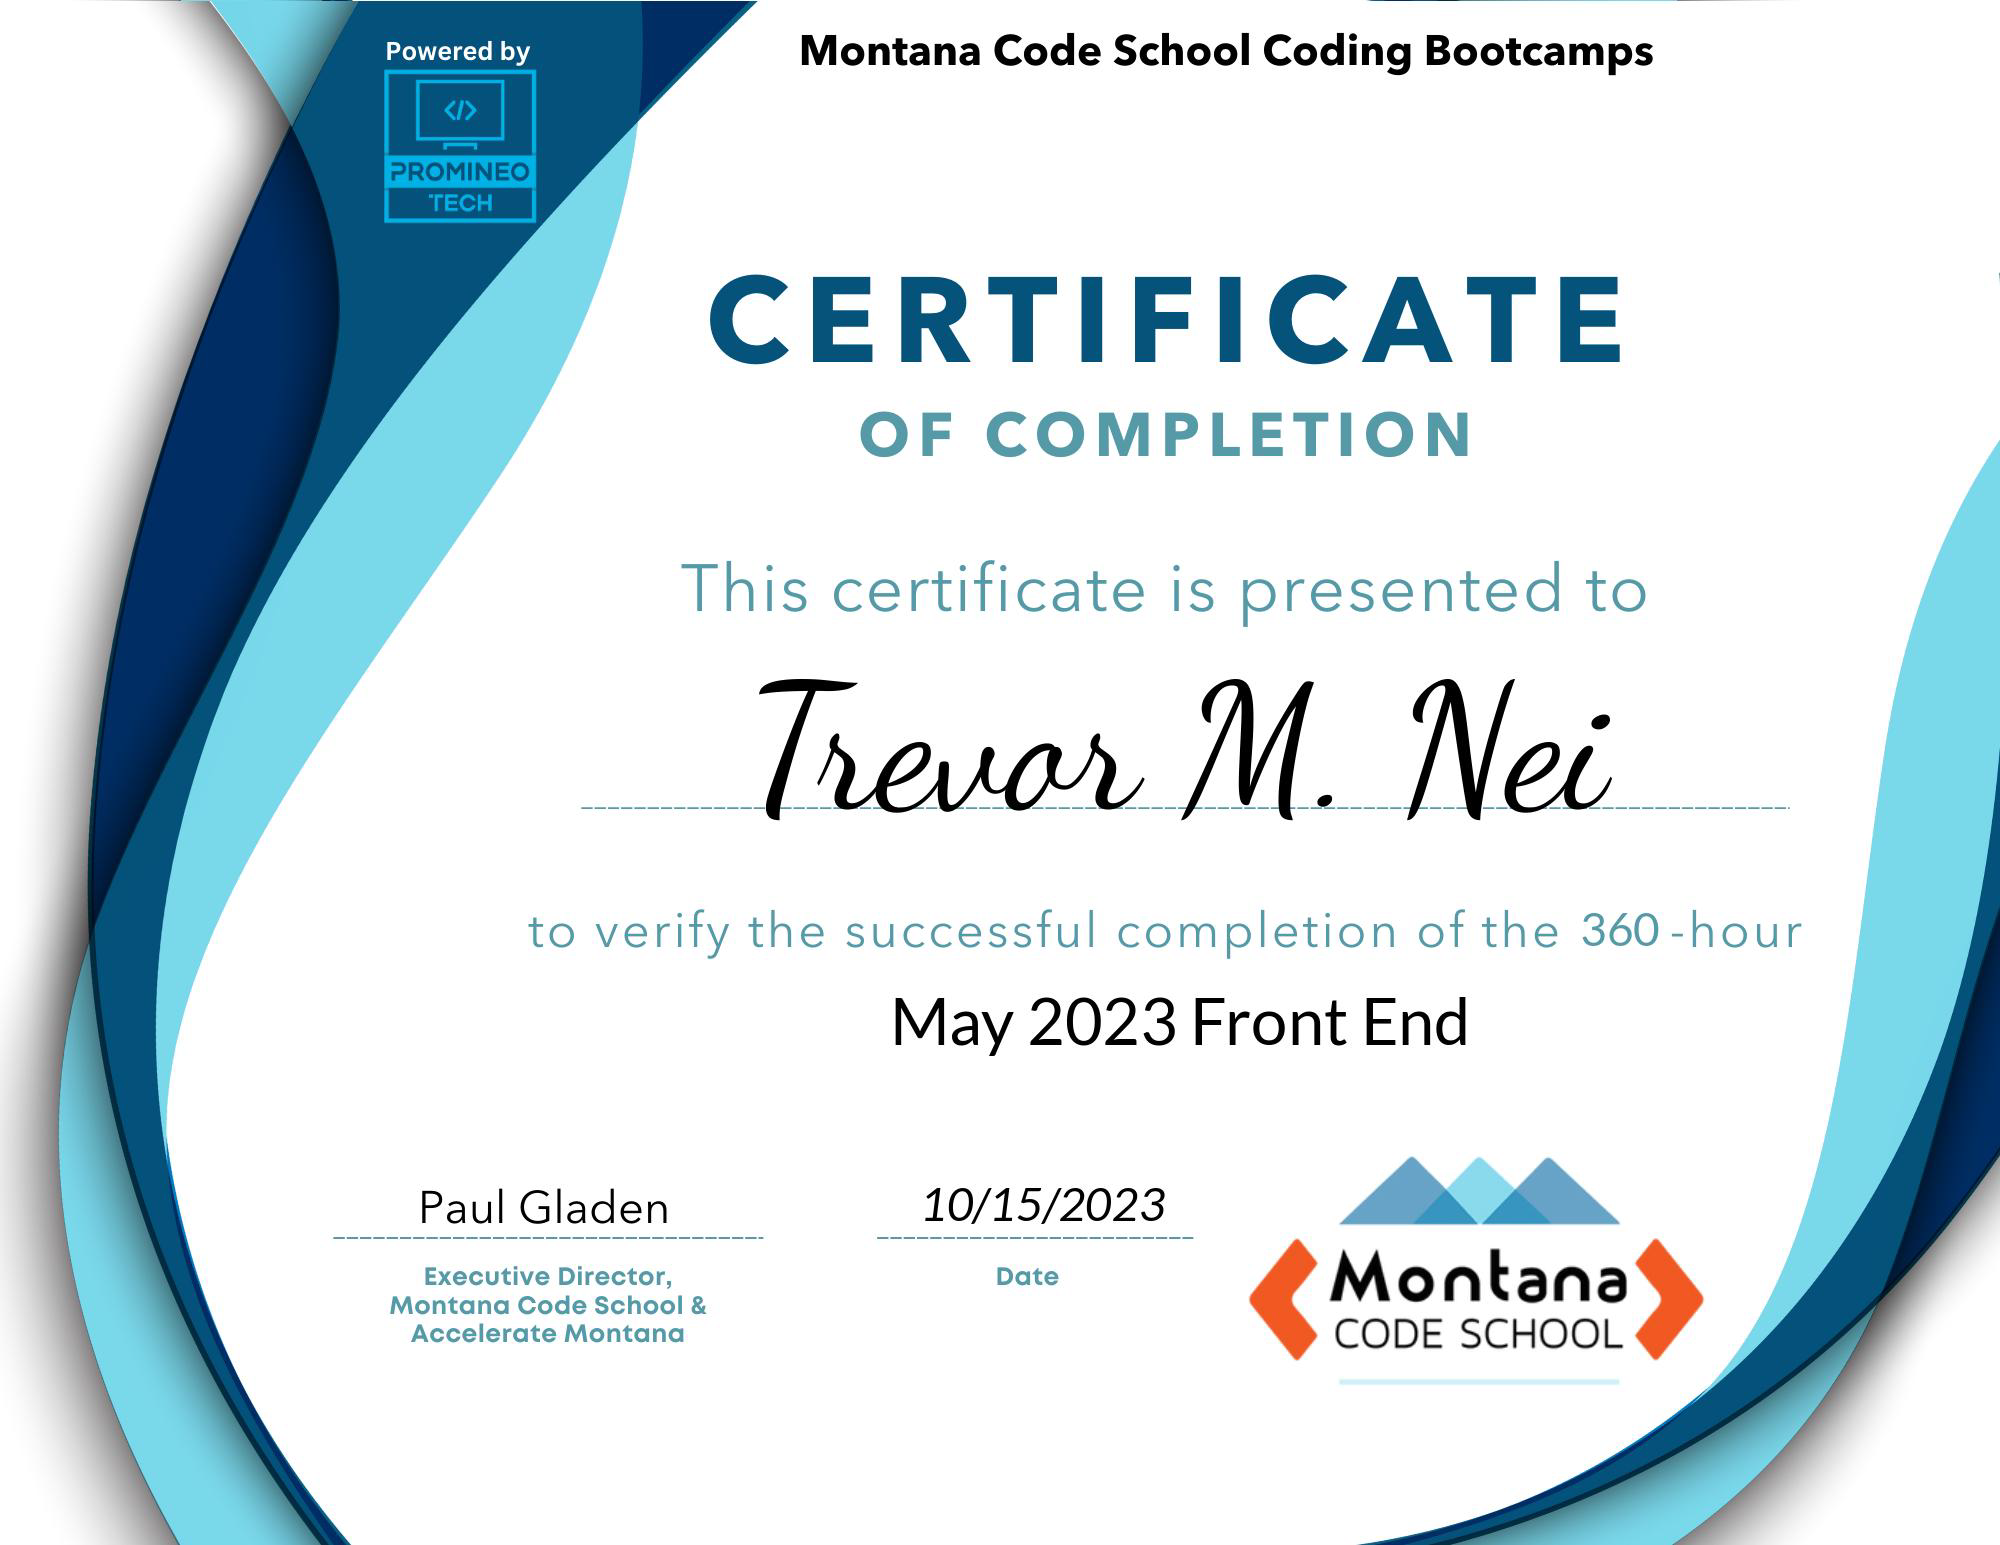 Powered by
</>
PROMINEO
TECH
Montana Code School Coding Bootcamps
CERTIFICATE
OF COMPLETION
This certificate is presented to
Trevor M. Nei
to verify the successful completion of the 360 -hour
May 2023 Front End
Paul Gladen
Executive Director,
Montana Code School &
Accelerate Montana
10/15/2023
Date
Montana
CODE SCHOOL